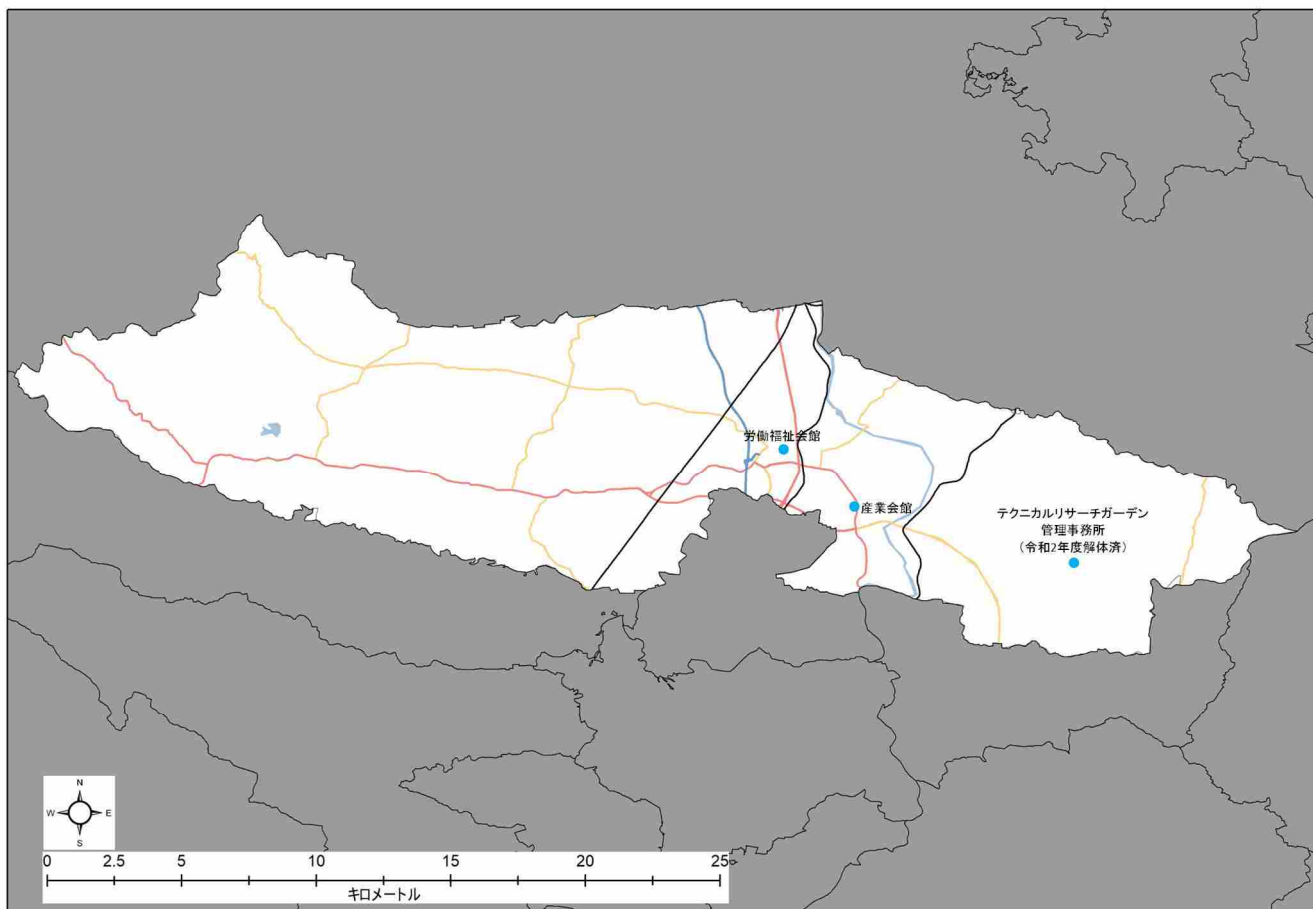 労働福祉会館
産業会館
テクニカルリサーチガーデン
管理事務所
（令和2年度解体済）
N
W E
S
0 2.5 5 10 15 20 25
キロメートル